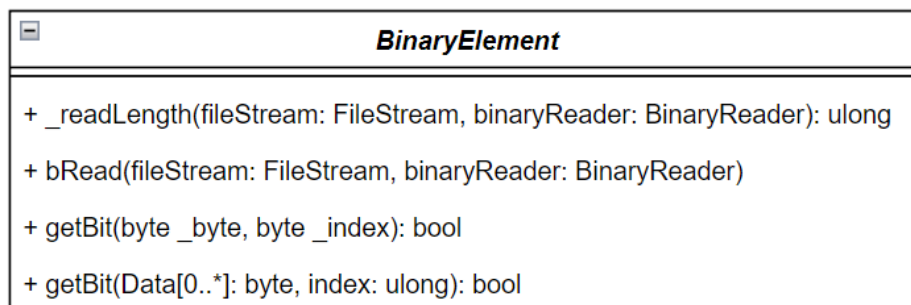 BinaryElement
+ _readLength(fileStream: FileStream, binaryReader: BinaryReader): ulong
+ bRead(fileStream: FileStream, binaryReader: BinaryReader)
+ getBit(byte _byte, byte _index): bool
+ getBit(Data[0..*]: byte, index: ulong): bool